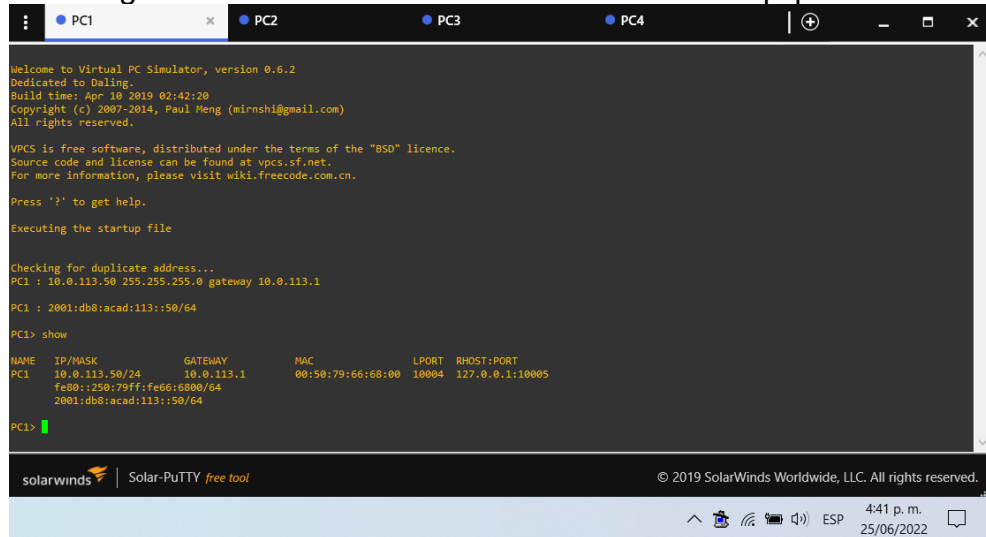 PC1 × PC2 PC3 PC4
Welcome to Virtual PC Simulator, version 0.6.2
Dedicated to Daling.
Build time: Apr 10 2019 02:42:20
Copyright (c) 2007-2014, Paul Meng (mirnshi@gmail.com)
All rights reserved.
VPCS is free software, distributed under the terms of the "BSD" licence.
Source code and license can be found at vpcs.sf.net.
For more information, please visit wiki.freecode.com.cn.
Press '?' to get help.
Executing the startup file
Checking for duplicate address...
PC1 : 10.0.113.50 255.255.255.0 gateway 10.0.113.1
PC1 : 2001:db8:acad:113::50/64
PC1> show
NAME IP/MASK GATEWAY MAC LPORT RHOST:PORT
PC1 10.0.113.50/24 10.0.113.1 00:50:79:66:68:00 10004 127.0.0.1:10005
fe80::250:79ff:fe66:6800/64
2001:db8:acad:113::50/64
PC1>
solarwinds | Solar-PuTTY free tool © 2019 SolarWinds Worldwide, LLC. All rights reserved.
ESP 4:41 p. m.
25/06/2022